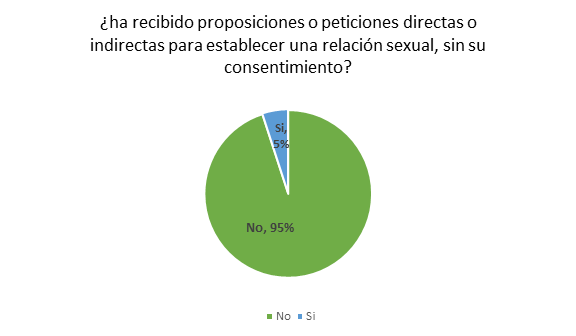 ¿ha recibido proposiciones o peticiones directas o
indirectas para establecer una relación sexual, sin su
consentimiento?
Si,
5%
No, 95%
No Si